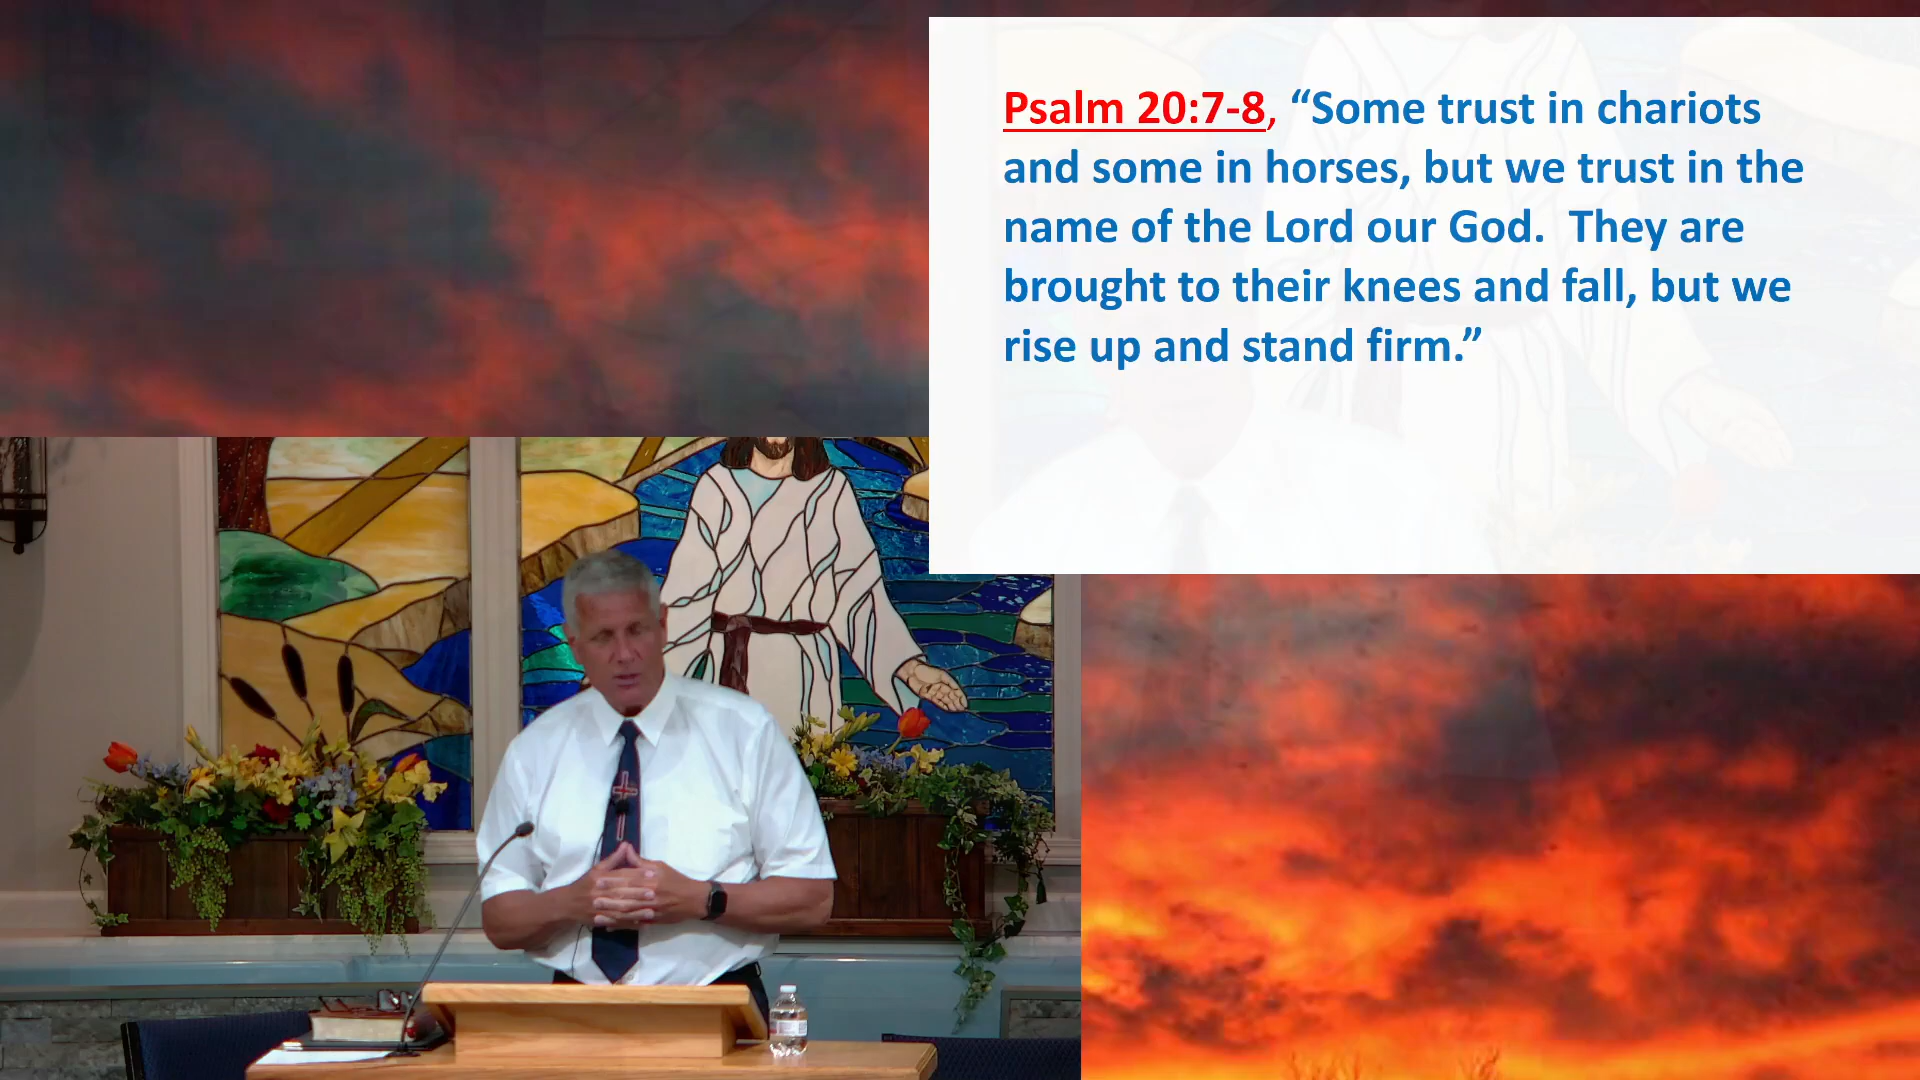 Psalm 20:7-8, “Some trust in chariots
and some in horses, but we trust in the
name of the Lord our God.  They are
brought to their knees and fall, but we
rise up and stand firm.”